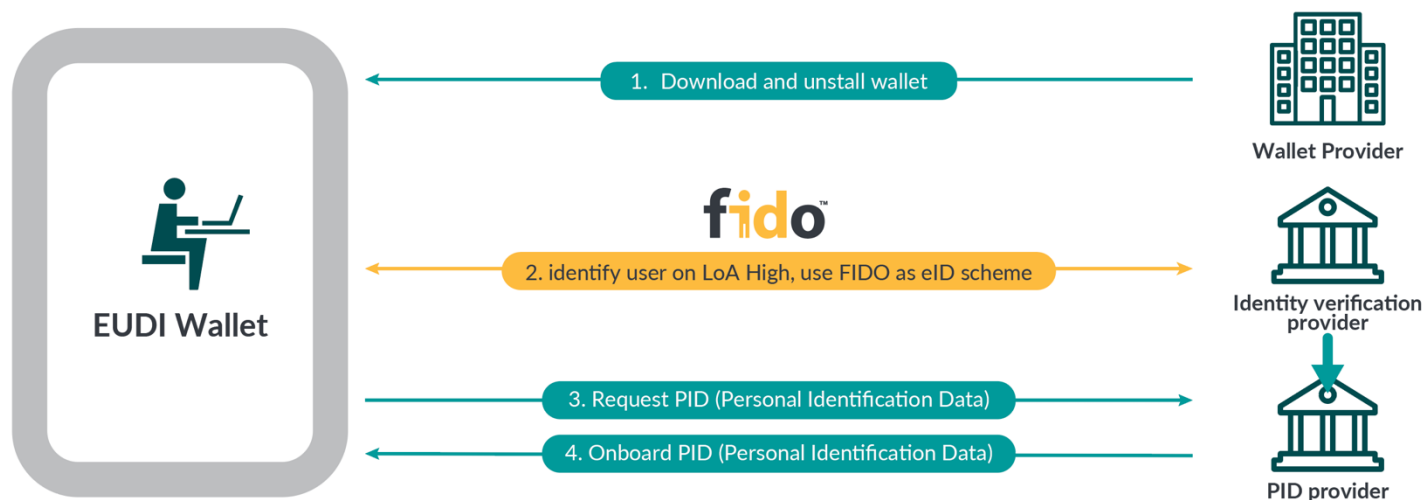 1. Download and unstall wallet
Wallet Provider
fido™
2. identify user on LoA High, use FIDO as eID scheme
EUDI Wallet
Identity verification
provider
3. Request PID (Personal Identification Data)
4. Onboard PID (Personal Identification Data)
PID provider